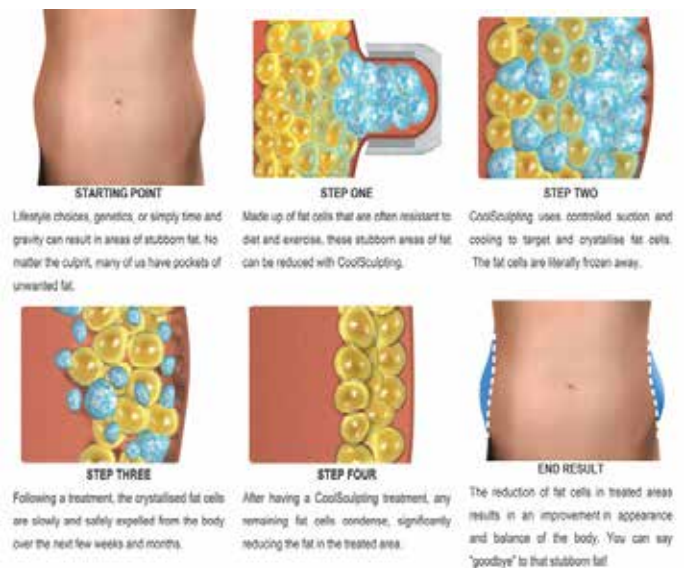 STARTING POINT
Lifestyle choices, genetics, or simply time and
gravity can result in areas of stubborn fat. No
matter the culprit, many of us have pockets of
unwanted fat.
STEP ONE
Made up of fat cells that are often resistant to
diet and exercise, these stubborn areas of fat
can be reduced with CoolSculpting.
STEP TWO
CoolSculpting uses controlled suction and
cooling to target and crystallise fat cells.
The fat cells are literally frozen away.
STEP THREE
Following a treatment, the crystallised fat cells
are slowly and safely expelled from the body
over the next few weeks and months.
STEP FOUR
After having a CoolSculpting treatment, any
remaining fat cells condense, significantly
reducing the fat in the treated area.
END RESULT
The reduction of fat cells in treated areas
results in an improvement in appearance
and balance of the body. You can say
"goodbye" to that stubborn fat!